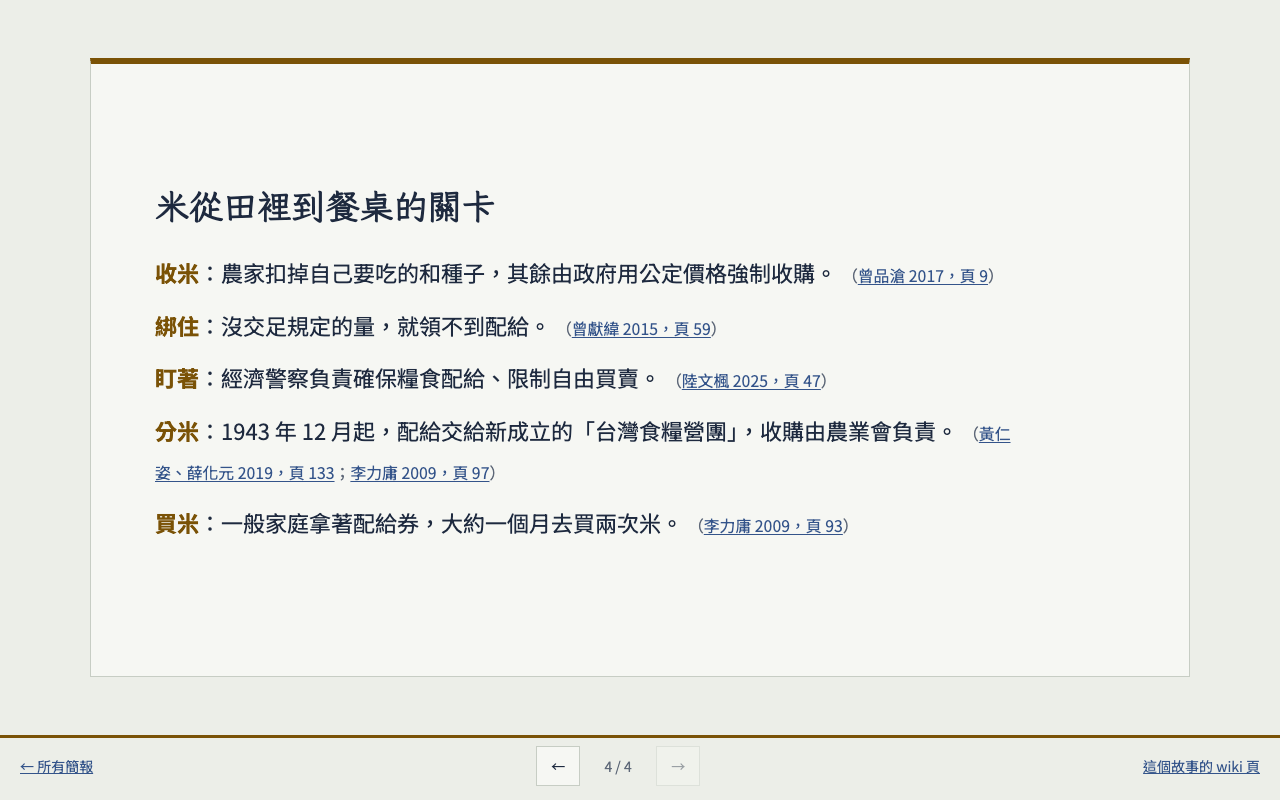 米從田裡到餐桌的關卡
收米：農家扣掉自己要吃的和種子，其餘由政府用公定價格強制收購。（曾品滄 2017，頁 9）
綁住：沒交足規定的量，就領不到配給。（曾獻緯 2015，頁 59）
盯著：經濟警察負責確保糧食配給、限制自由買賣。（陸文楓 2025，頁 47）
分米：1943 年 12 月起，配給交給新成立的「台灣食糧營團」，收購由農業會負責。（黃仁
姿、薛化元 2019，頁 133；李力庸 2009，頁 97）
買米：一般家庭拿著配給券，大約一個月去買兩次米。（李力庸 2009，頁 93）
← 所有簡報
←
4 / 4
→
這個故事的 wiki 頁